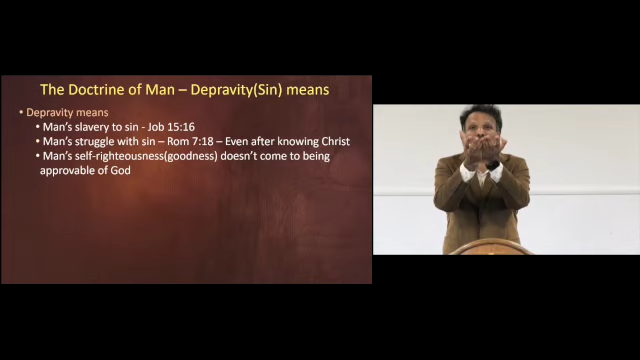 The Doctrine of Man – Depravity(Sin) means
• Depravity means
• Man's slavery to sin - Job 15:16
• Man's struggle with sin – Rom 7:18 – Even after knowing Christ
• Man's self-righteousness(goodness) doesn't come to being
approvable of God